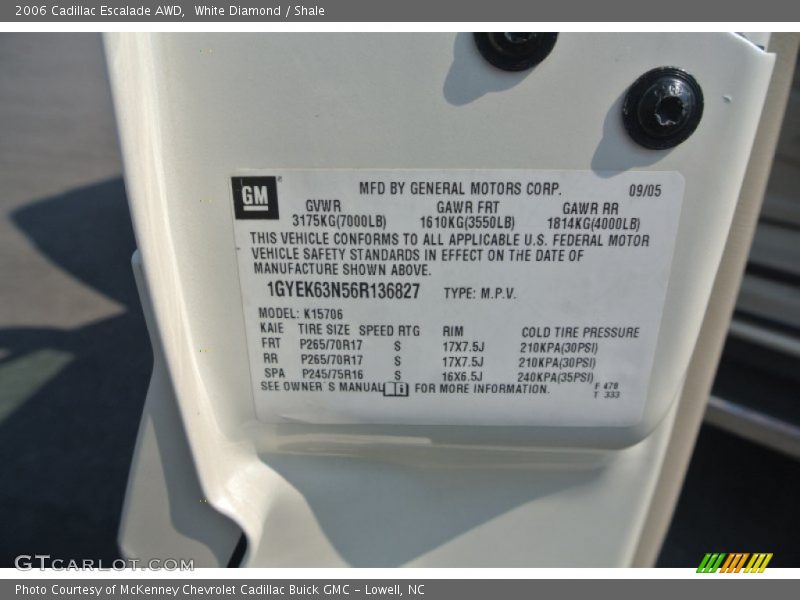 2006 Cadillac Escalade AWD,  White Diamond / Shale
GM
MFD BY GENERAL MOTORS CORP. 09/05
GVWR GAWR FRT GAWR RR
3175KG(7000LB) 1610KG(3550LB) 1814KG(4000LB)
THIS VEHICLE CONFORMS TO ALL APPLICABLE U.S. FEDERAL MOTOR
VEHICLE SAFETY STANDARDS IN EFFECT ON THE DATE OF
MANUFACTURE SHOWN ABOVE.
1GYEK63N56R136827 TYPE: M.P.V.
MODEL: K15706
KAIE TIRE SIZE SPEED RTG RIM COLD TIRE PRESSURE
FRT P265/70R17 S 17X7.5J 210KPA(30PSI)
RR P265/70R17 S 17X7.5J 210KPA(30PSI)
SPA P245/75R16 S 16X6.5J 240KPA(35PSI)
SEE OWNER'S MANUAL FOR MORE INFORMATION.
F 478
T 333
GTCarLot.com
Photo Courtesy of McKenney Chevrolet Cadillac Buick GMC - Lowell, NC